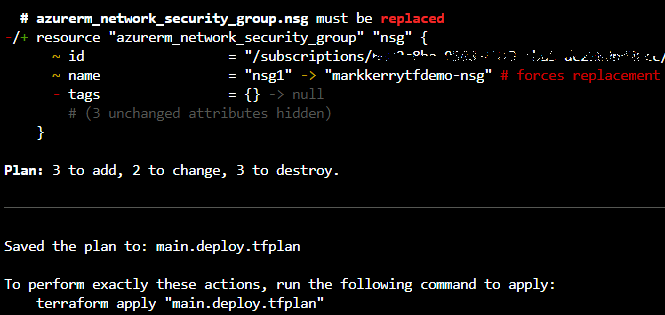 # azurerm_network_security_group.nsg must be replaced
-/+ resource "azurerm_network_security_group" "nsg" {
~ id = "/subscriptions/
~ name = "nsg1" -> "markkerrytfdemo-nsg" # forces replacement
- tags = {} -> null
# (3 unchanged attributes hidden)
}
Plan: 3 to add, 2 to change, 3 to destroy.
Saved the plan to: main.deploy.tfplan
To perform exactly these actions, run the following command to apply:
terraform apply "main.deploy.tfplan"